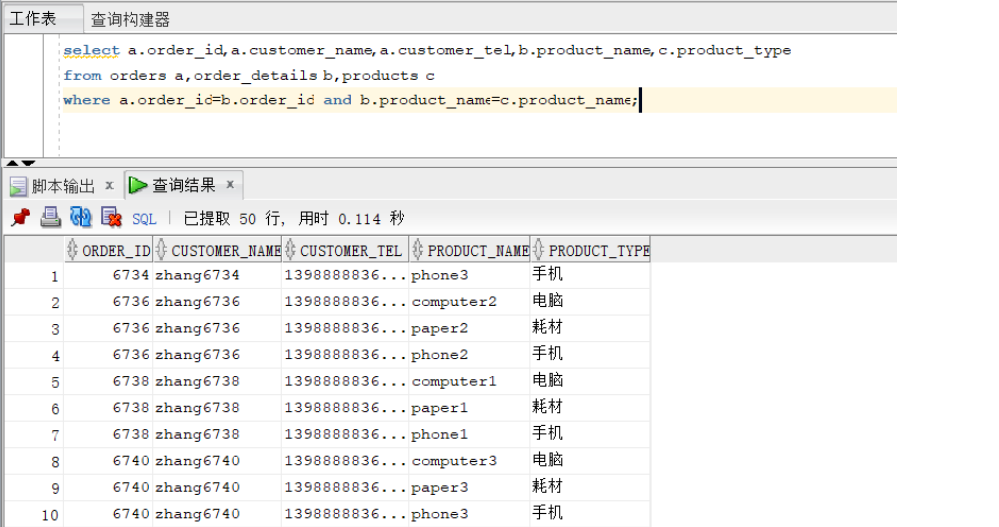 工作表 查询构建器
select a.order_id,a.customer_name,a.customer_tel,b.product_name,c.product_type
from orders a,order_details b,products c
where a.order_id=b.order_id and b.product_name=c.product_name;
脚本输出 x 查询结果 x
SQL | 已提取 50 行, 用时 0.114 秒
ORDER_ID CUSTOMER_NAME CUSTOMER_TEL PRODUCT_NAME PRODUCT_TYPE
1 6734 zhang6734 1398888836... phone3 手机
2 6736 zhang6736 1398888836... computer2 电脑
3 6736 zhang6736 1398888836... paper2 耗材
4 6736 zhang6736 1398888836... phone2 手机
5 6738 zhang6738 1398888836... computer1 电脑
6 6738 zhang6738 1398888836... paper1 耗材
7 6738 zhang6738 1398888836... phone1 手机
8 6740 zhang6740 1398888836... computer3 电脑
9 6740 zhang6740 1398888836... paper3 耗材
10 6740 zhang6740 1398888836... phone3 手机